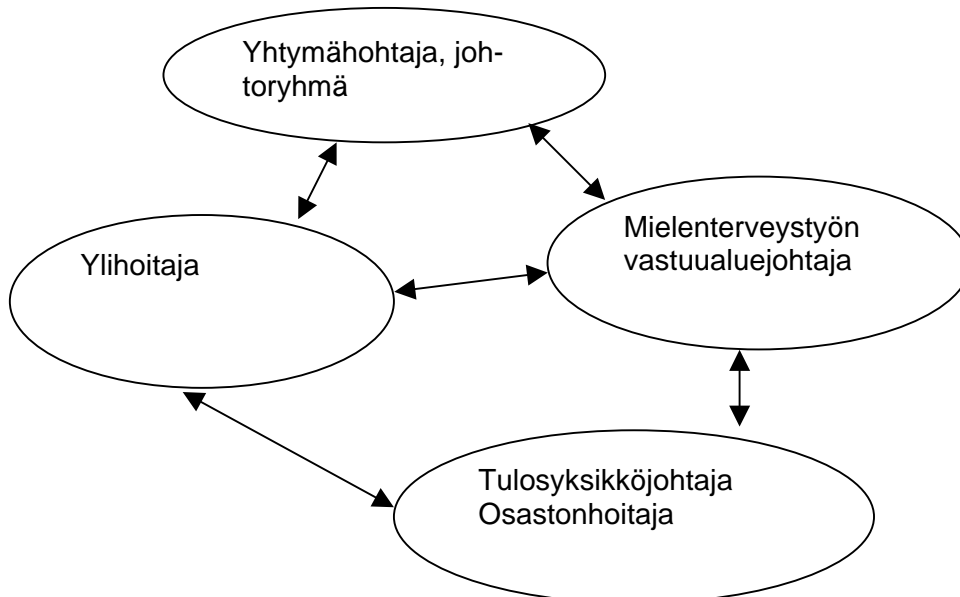 Yhtymähohtaja, joh-
toryhmä
Mielenterveystyön
vastuualuejohtaja
Ylihoitaja
Tulosyksikköjohtaja
Osastonhoitaja